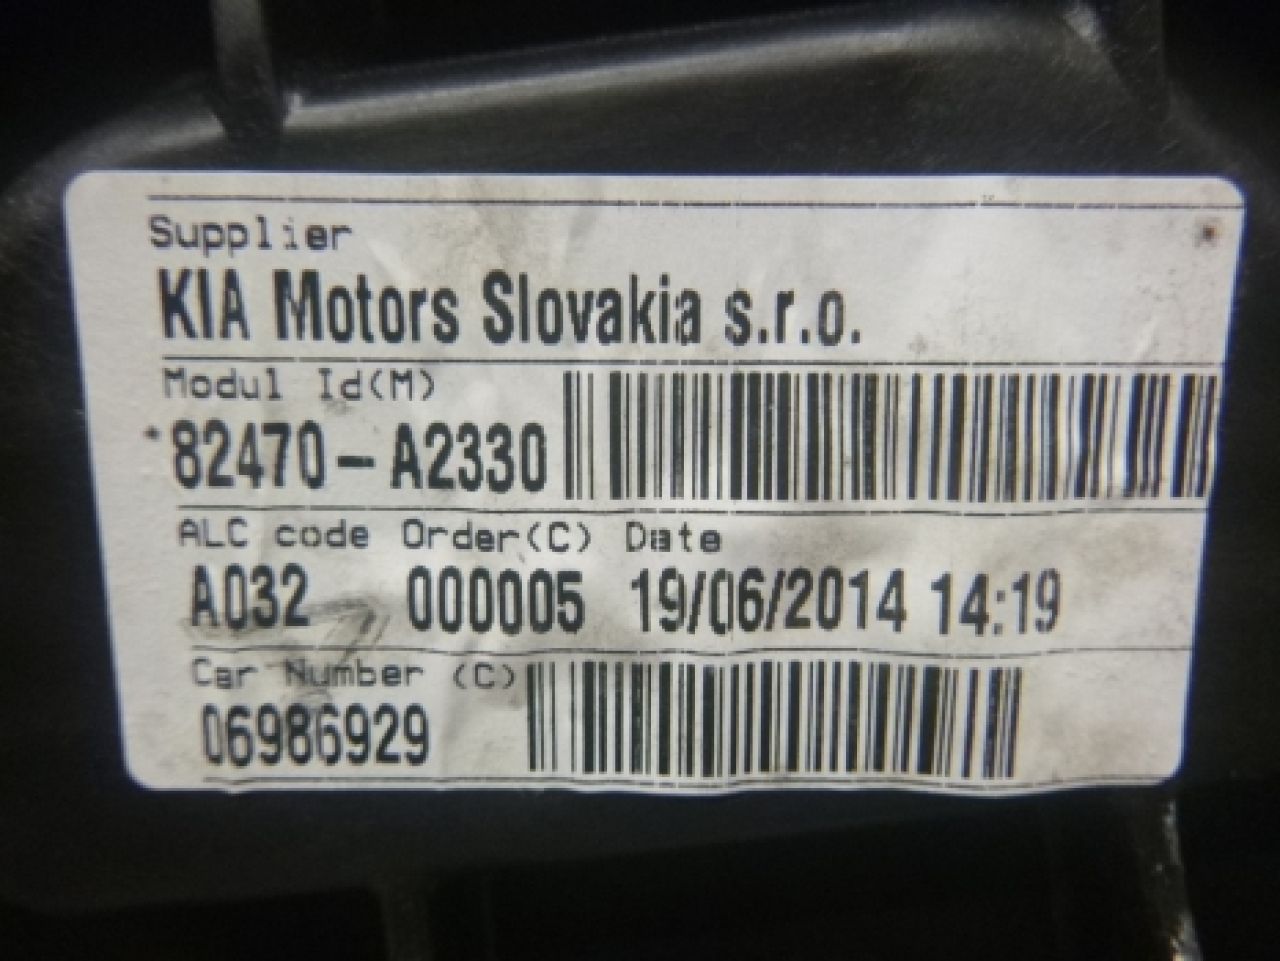 Supplier
KIA Motors Slovakia s.r.o.
Modul Id(M)
82470-A2330
ALC code Order(C) Date
A032 000005 19/06/2014 14:19
Car Number (C)
06986929